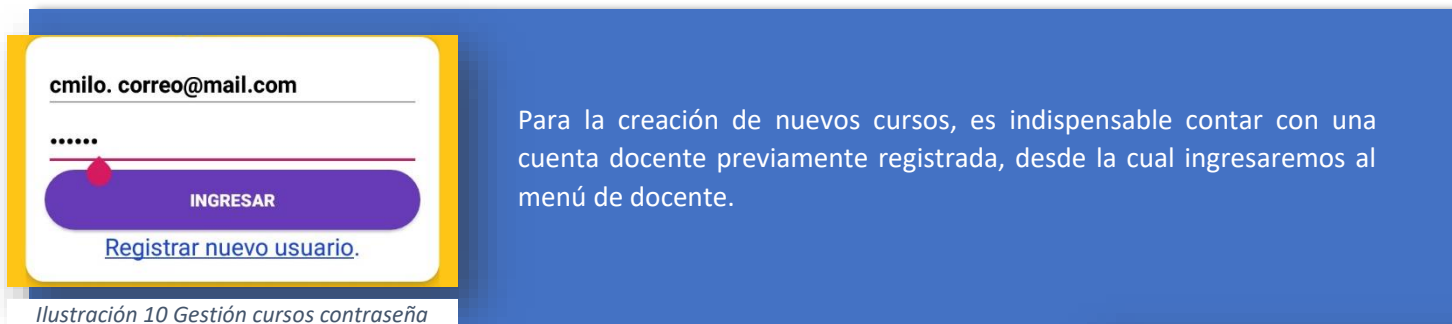 cmilo. correo@mail.com
••••••
INGRESAR
Registrar nuevo usuario.
Ilustración 10 Gestión cursos contraseña
Para la creación de nuevos cursos, es indispensable contar con una
cuenta docente previamente registrada, desde la cual ingresaremos al
menú de docente.